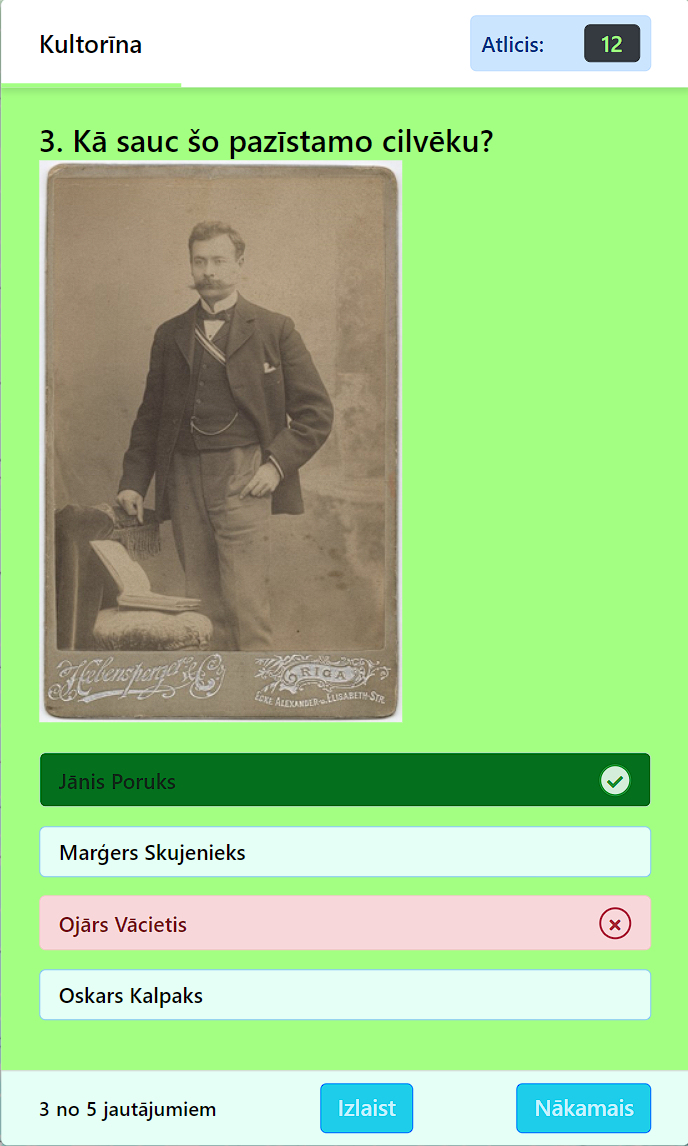 Kultorīna
Atlicis: 12
3. Kā sauc šo pazīstamo cilvēku?
Hebensperger & Co
RIGA
ECKE ALEXANDER- u. ELISABETH-STR.
Jānis Poruks
Marģers Skujenieks
Ojārs Vācietis
Oskars Kalpaks
3 no 5 jautājumiem
Izlaist
Nākamais